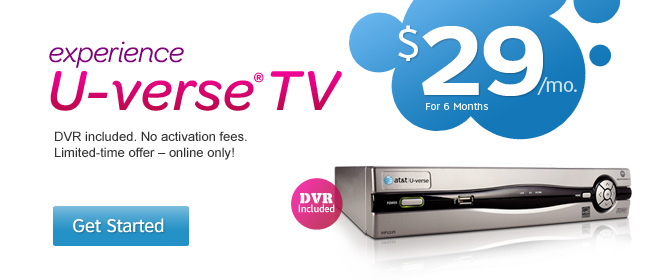 experience
U-verse® TV
$29/mo.
For 6 Months
DVR included. No activation fees.
Limited-time offer – online only!
DVR
Included
at&t U-verse
POWER
Get Started